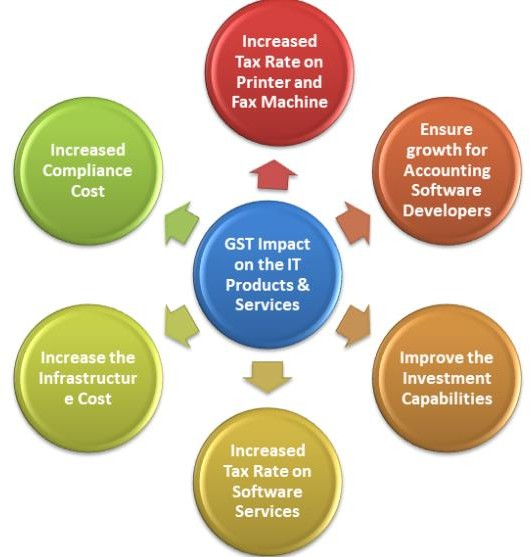 Increased
Tax Rate on
Printer and
Fax Machine
Ensure
growth for
Accounting
Software
Developers
Improve the
Investment
Capabilities
Increased
Tax Rate on
Software
Services
Increase the
Infrastructur
e Cost
Increased
Compliance
Cost
GST Impact
on the IT
Products &
Services